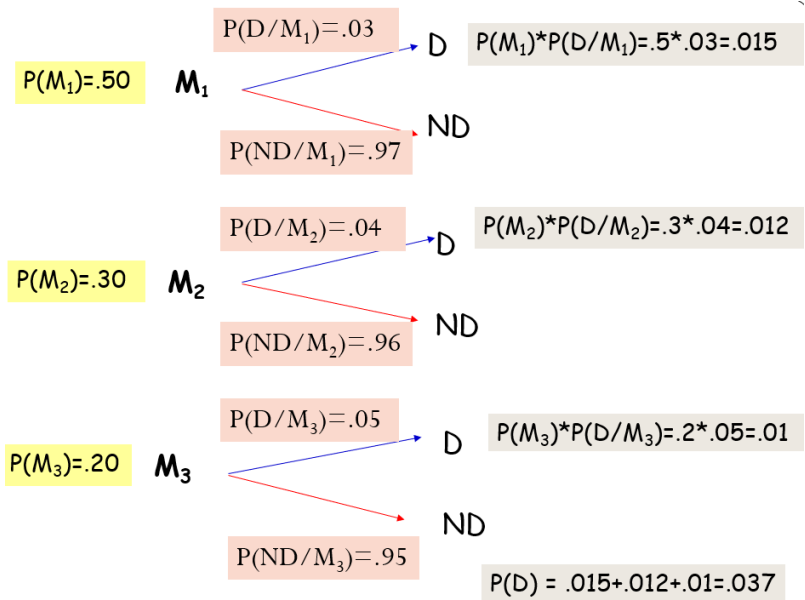 P(D/M₁)=.03
D
P(M₁)*P(D/M₁)=.5*.03=.015
P(M₁)=.50
M₁
ND
P(ND/M₁)=.97
P(D/M₂)=.04
D
P(M₂)*P(D/M₂)=.3*.04=.012
P(M₂)=.30
M₂
ND
P(ND/M₂)=.96
P(D/M₃)=.05
D
P(M₃)*P(D/M₃)=.2*.05=.01
P(M₃)=.20
M₃
ND
P(ND/M₃)=.95
P(D) = .015+.012+.01=.037